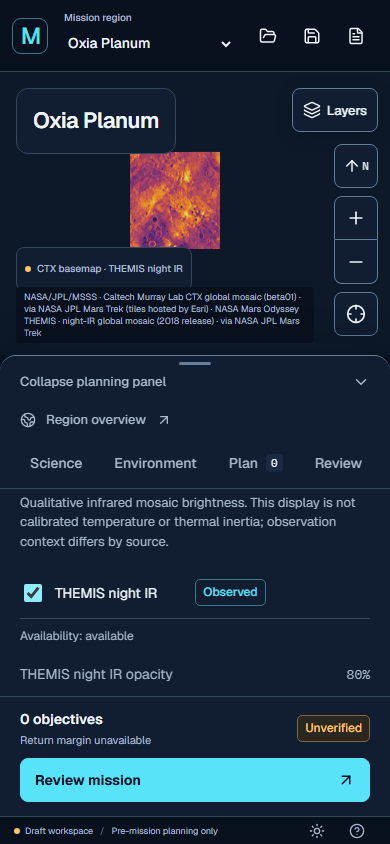 M
Mission region
Oxia Planum
Oxia Planum
Layers
N
CTX basemap · THEMIS night IR
NASA/JPL/MSSS · Caltech Murray Lab CTX global mosaic (beta01) ·
via NASA JPL Mars Trek (tiles hosted by Esri) · NASA Mars Odyssey
THEMIS · night-IR global mosaic (2018 release) · via NASA JPL Mars
Trek
Collapse planning panel
Region overview
Science Environment Plan 0 Review
Qualitative infrared mosaic brightness. This display is not
calibrated temperature or thermal inertia; observation
context differs by source.
THEMIS night IR Observed
Availability: available
THEMIS night IR opacity 80%
0 objectives
Return margin unavailable
Unverified
Review mission
Draft workspace / Pre-mission planning only